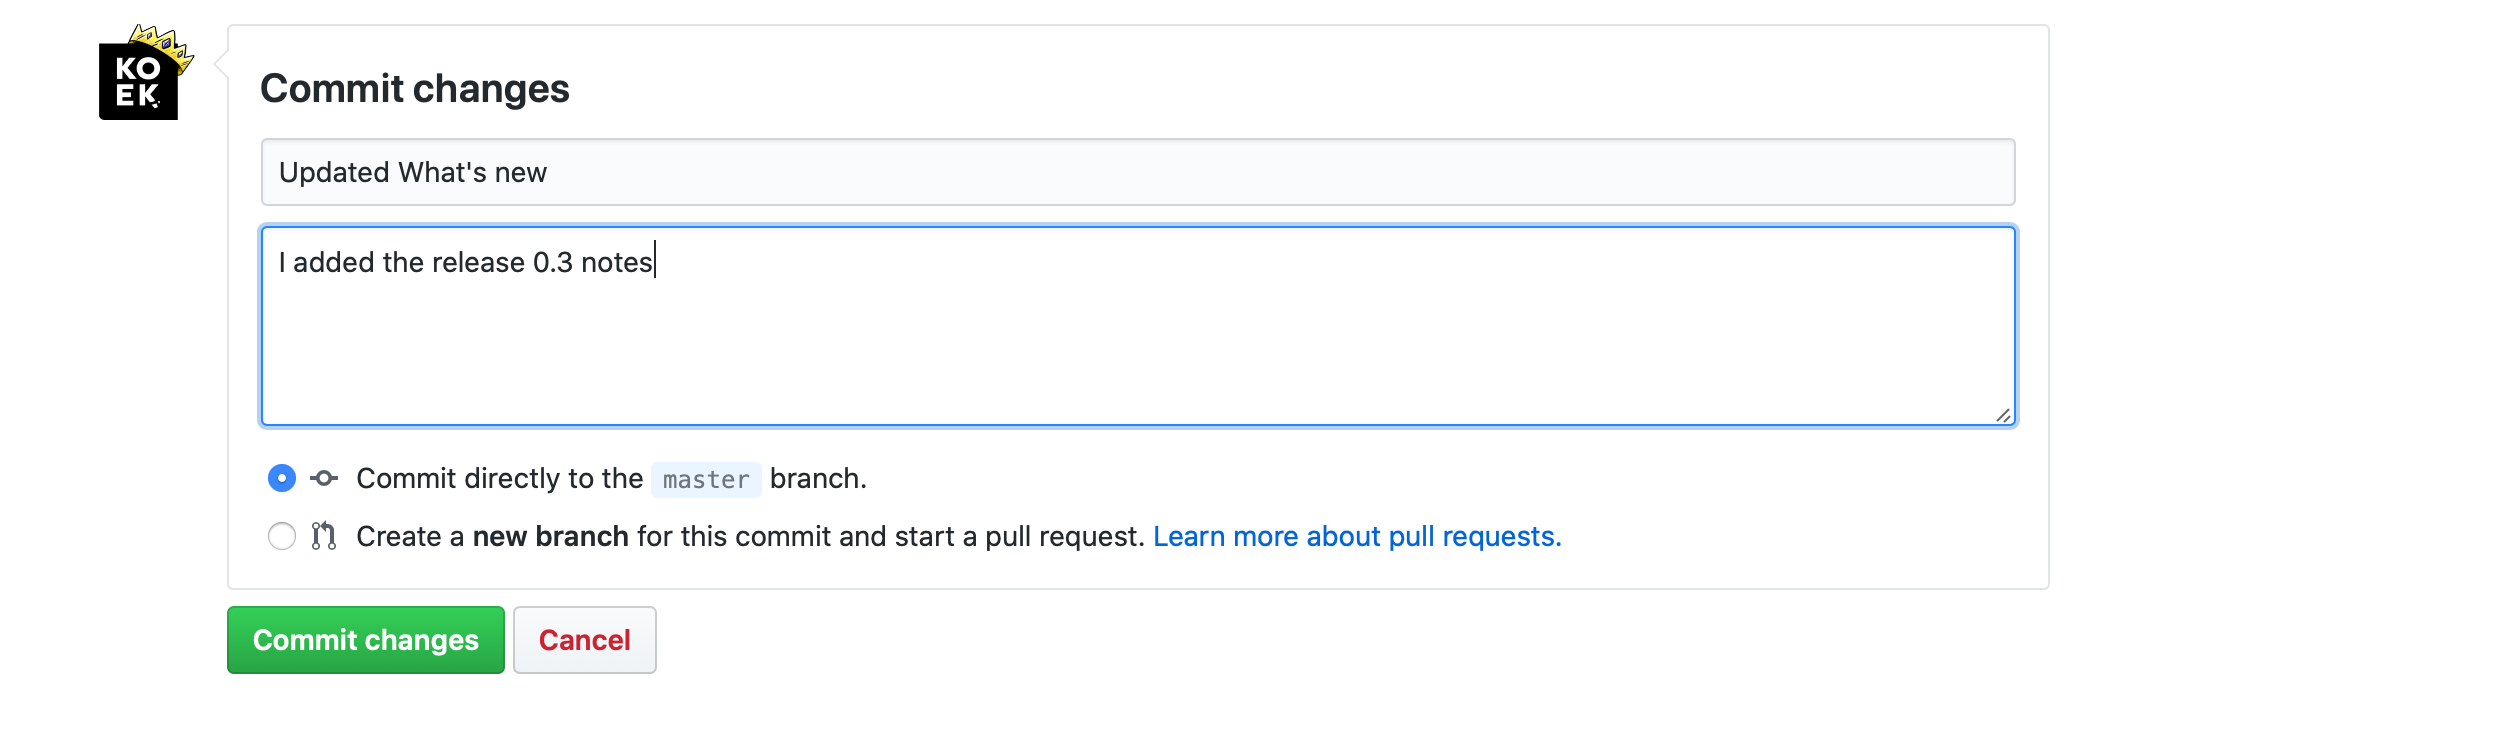 KO
EK.
Commit changes
Updated What's new
I added the release 0.3 notes
Commit directly to the master branch.
Create a new branch for this commit and start a pull request. Learn more about pull requests.
Commit changes Cancel